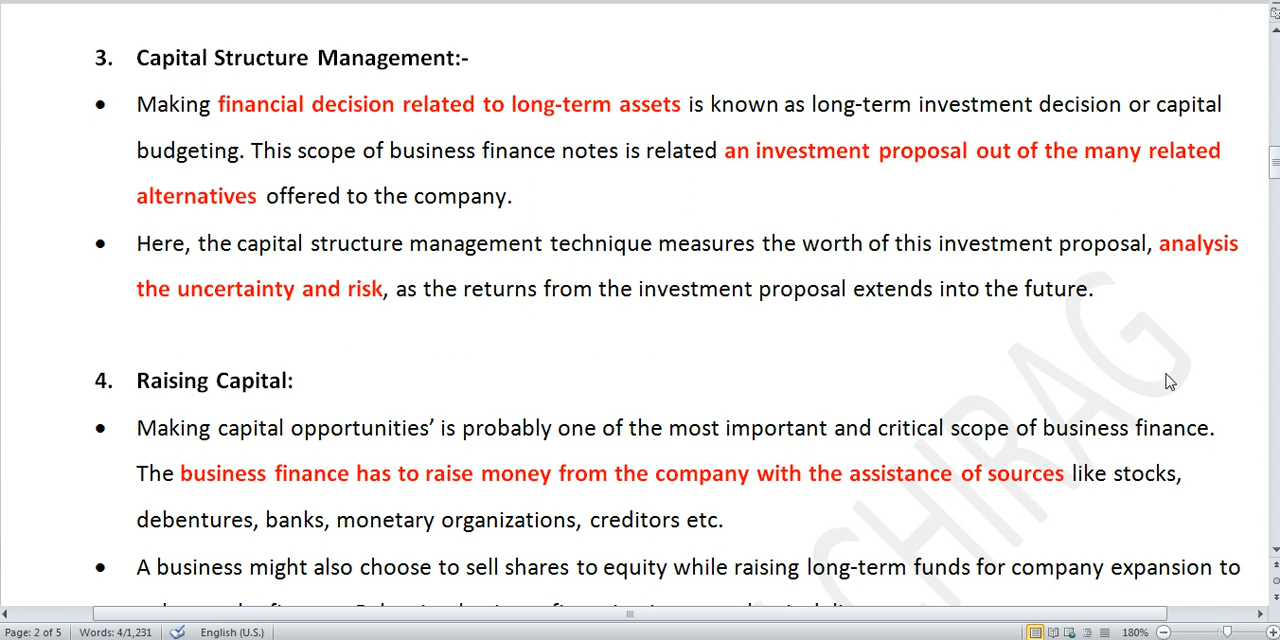 3. Capital Structure Management:-
• Making financial decision related to long-term assets is known as long-term investment decision or capital
budgeting. This scope of business finance notes is related an investment proposal out of the many related
alternatives offered to the company.
• Here, the capital structure management technique measures the worth of this investment proposal, analysis
the uncertainty and risk, as the returns from the investment proposal extends into the future.
4. Raising Capital:
• Making capital opportunities’ is probably one of the most important and critical scope of business finance.
The business finance has to raise money from the company with the assistance of sources like stocks,
debentures, banks, monetary organizations, creditors etc.
• A business might also choose to sell shares to equity while raising long-term funds for company expansion to
CHIRAG
Page: 2 of 5 Words: 4/1,231 English (U.S.) 180%